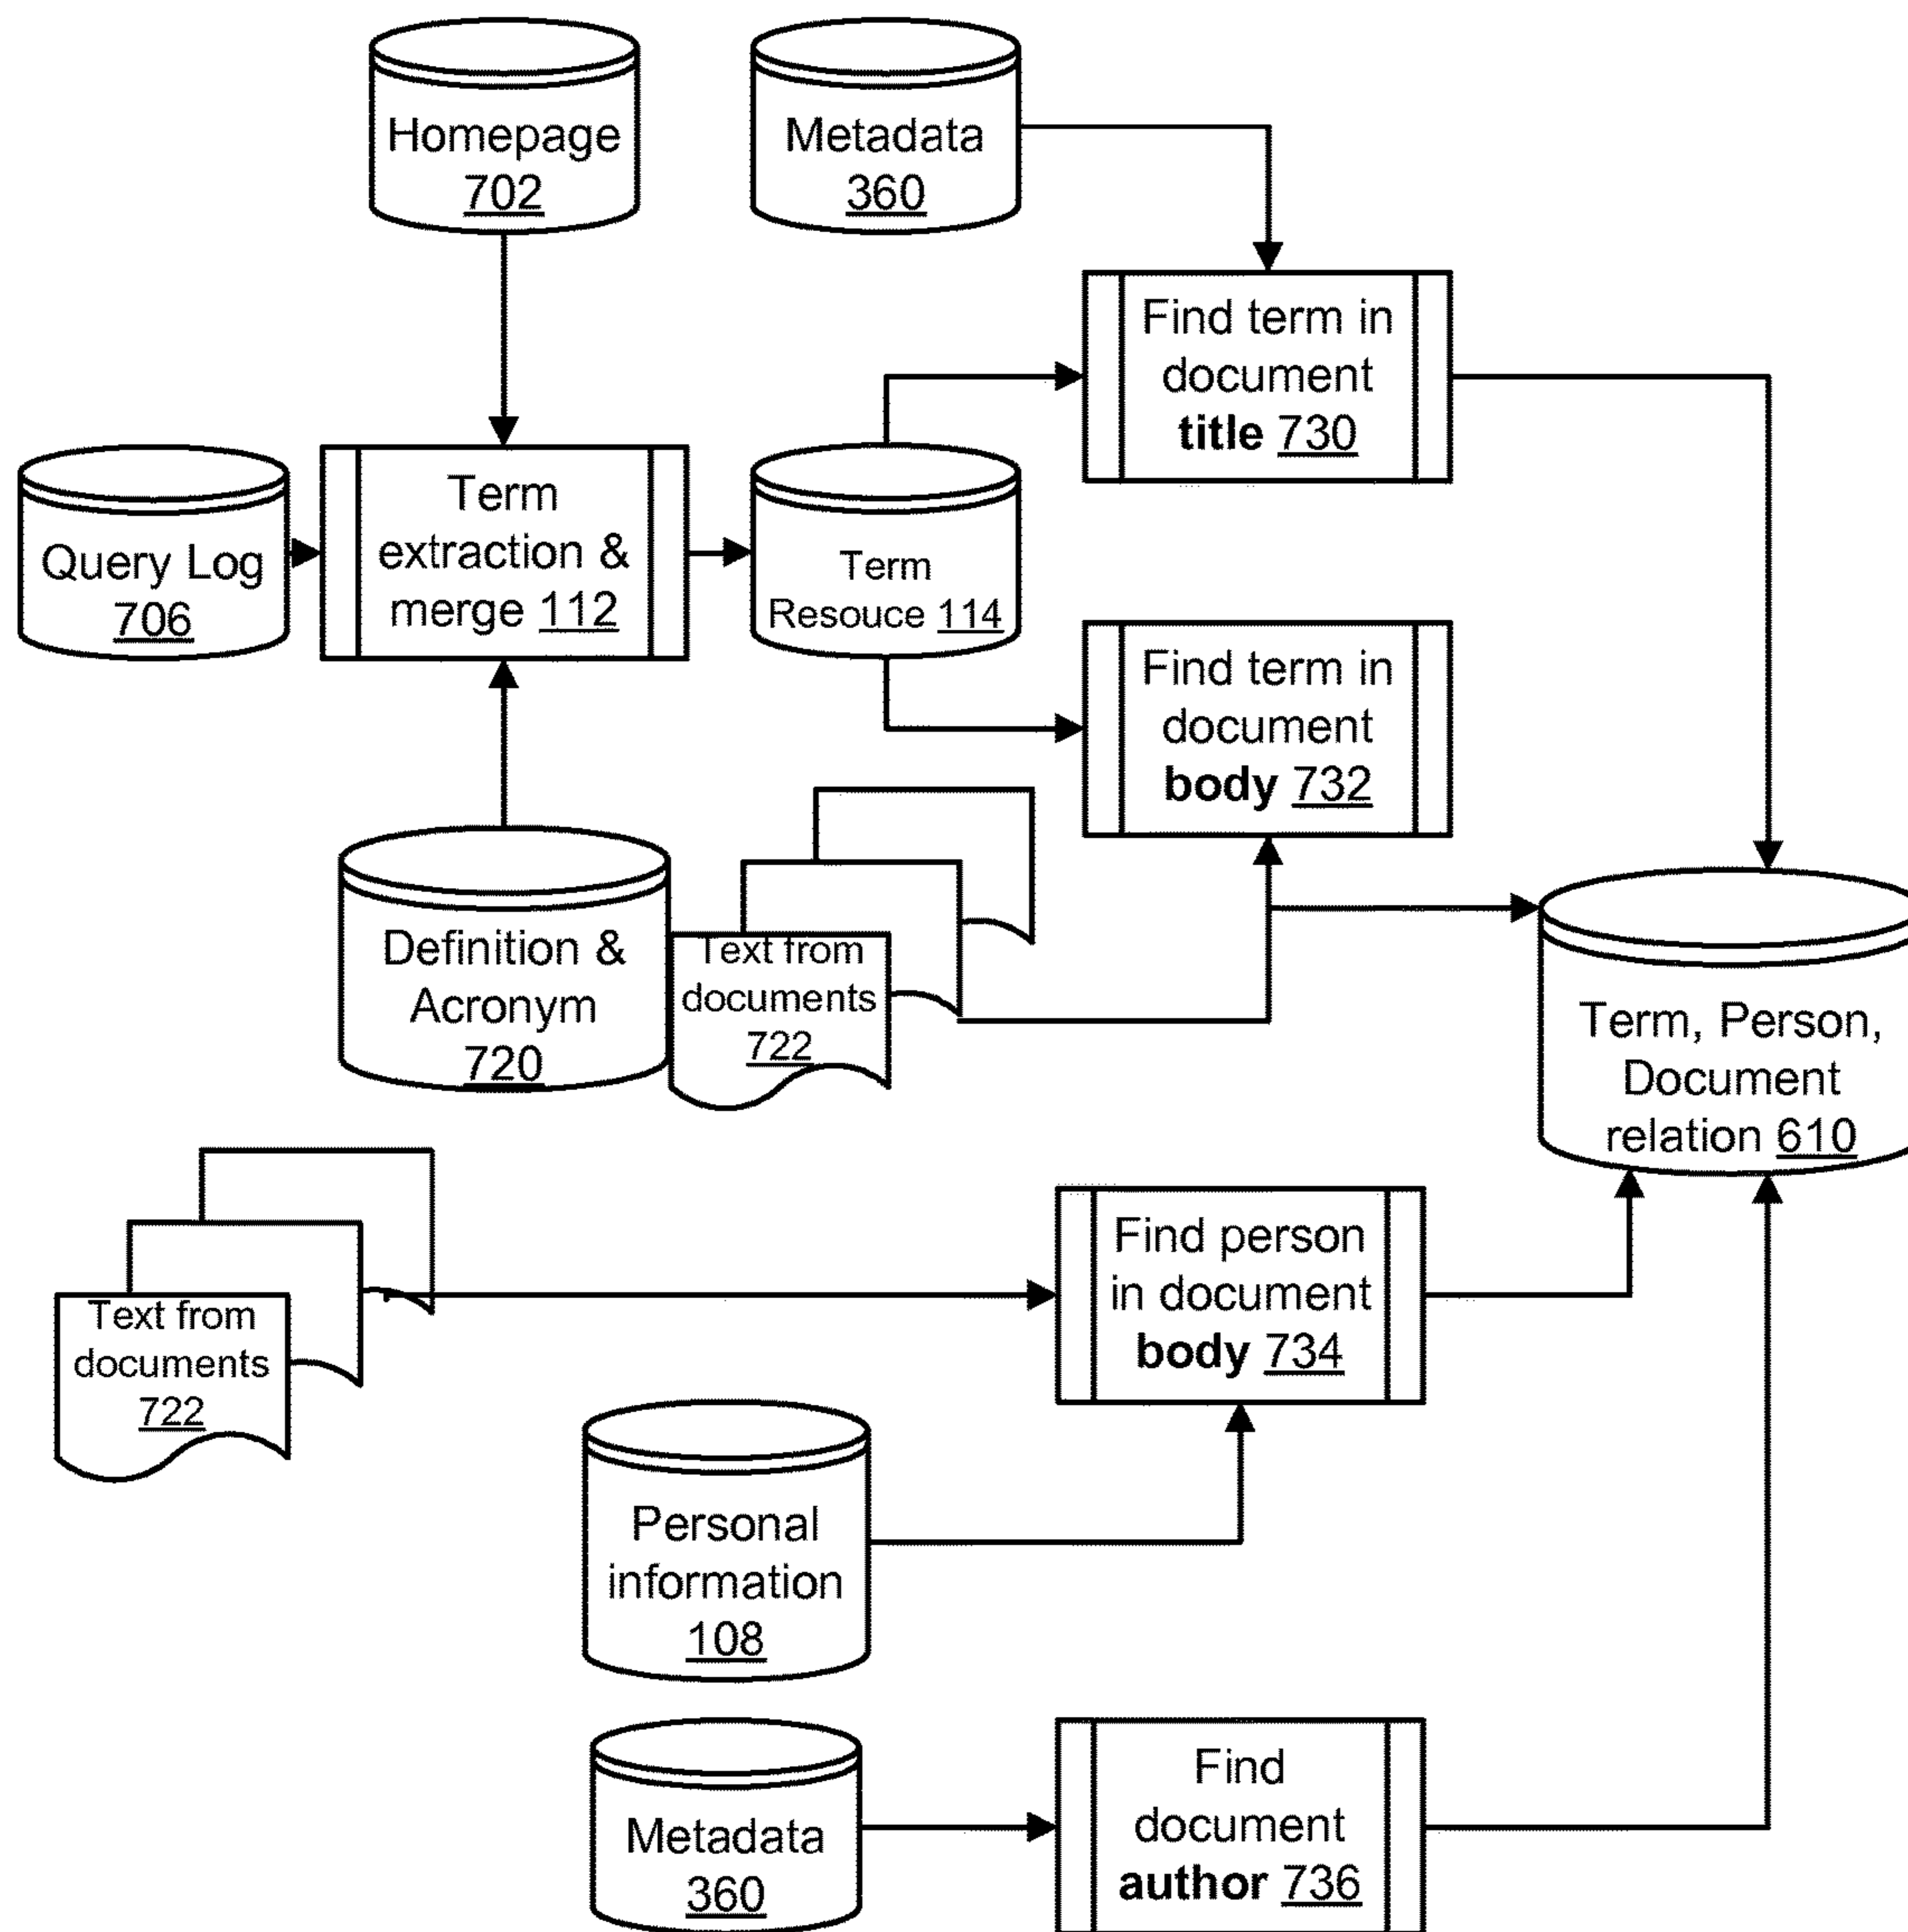 Homepage
702
Metadata
360
Find term in
document
title 730
Query Log
706
Term
extraction &
merge 112
Term
Resouce 114
Find term in
document
body 732
Definition &
Acronym
720
Text from
documents
722
Term, Person,
Document
relation 610
Text from
documents
722
Find person
in document
body 734
Personal
information
108
Metadata
360
Find
document
author 736